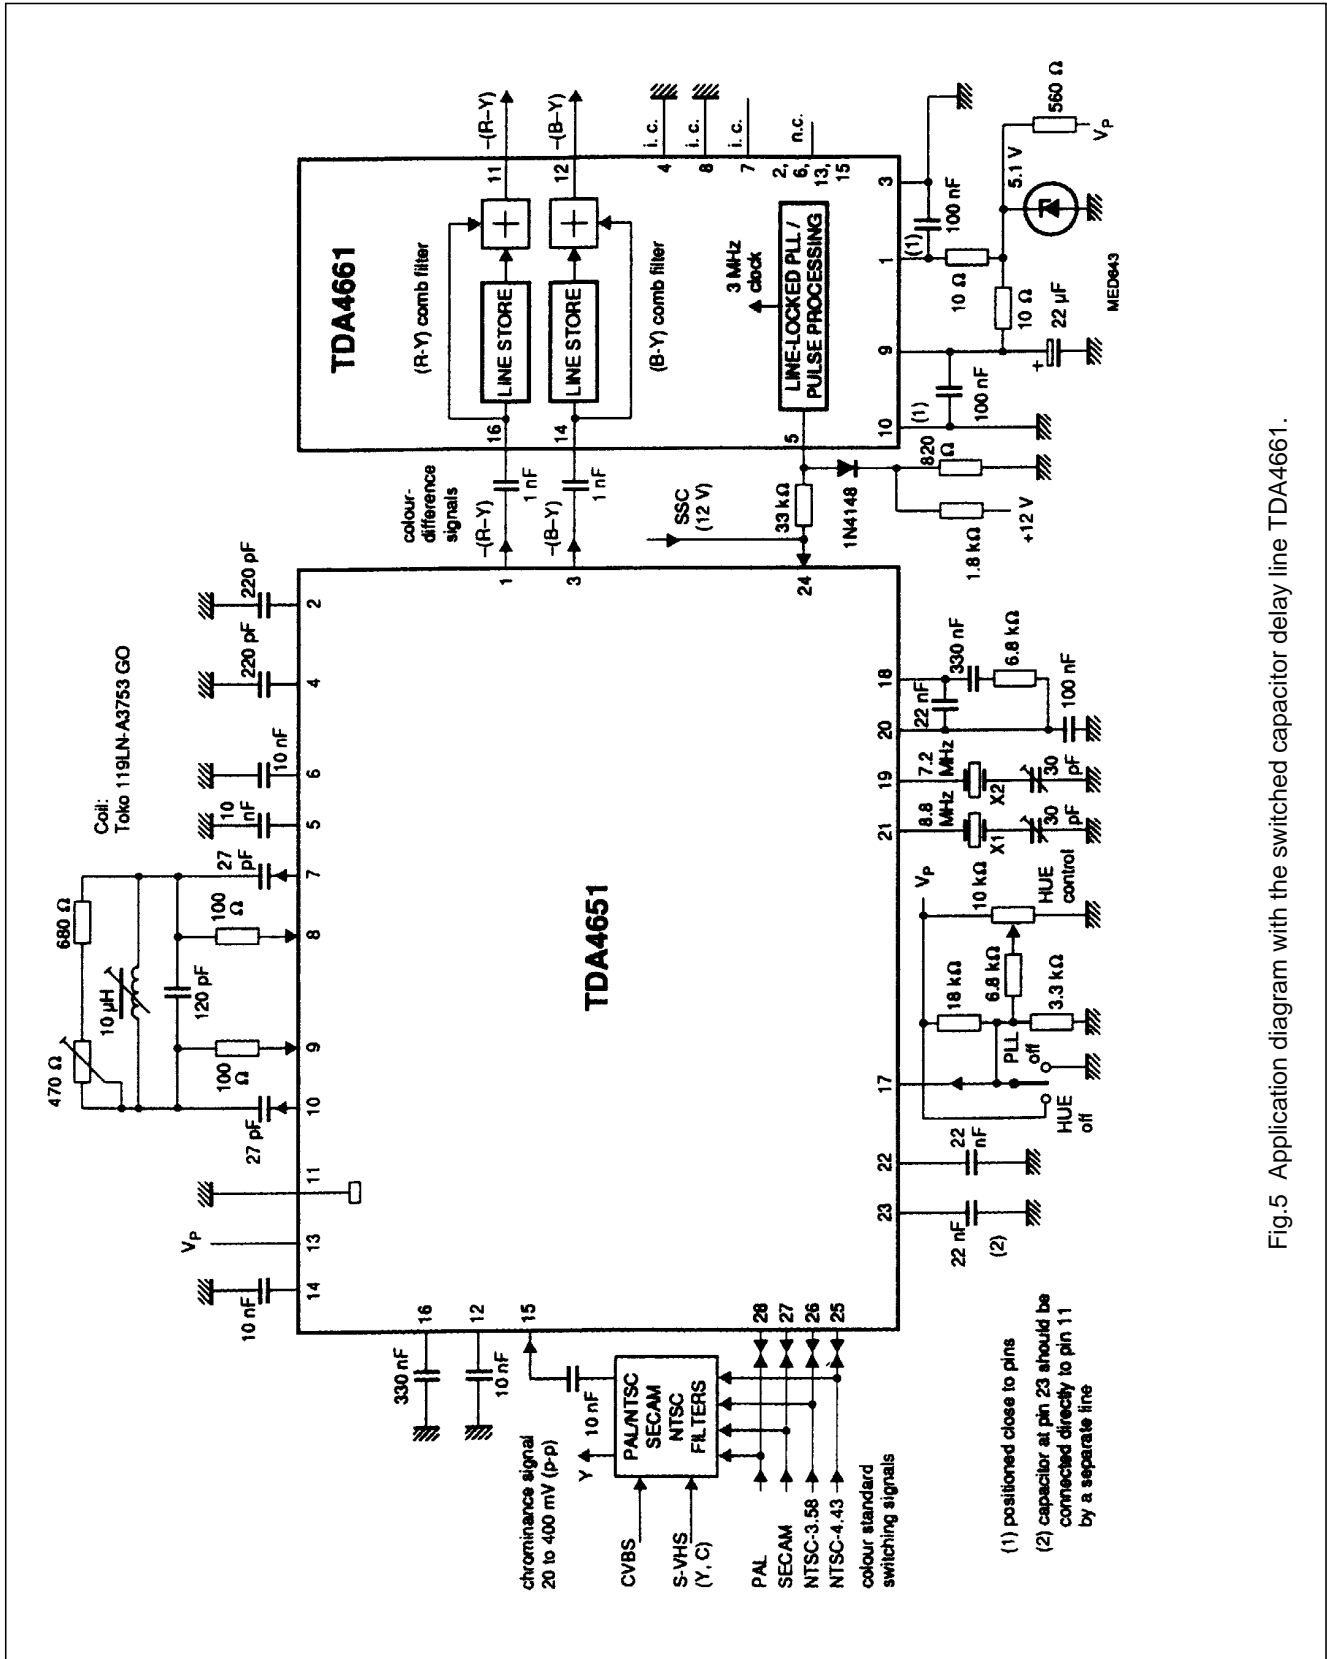 Coil:
Toko 119LN-A3753 GO
470 Ω
680 Ω
10 µH
120 pF
100
Ω
100
Ω
27 pF
27
pF
10
nF
10 nF
220 pF
220 pF
10 nF
VP
14
13
11
10
9
8
7
5
6
4
2
TDA4651
16
330 nF
12
10 nF
15
10 nF
chrominance signal
20 to 400 mV (p-p)
Y
PAL/NTSC
SECAM
NTSC
FILTERS
CVBS
S-VHS
(Y, C)
PAL
SECAM
NTSC-3.58
NTSC-4.43
28
27
26
25
colour standard
switching signals
colour-
difference
signals
-(R-Y)
1
1 nF
-(B-Y)
3
1 nF
SSC
(12 V)
24
33 kΩ
1N4148
820
Ω
1.8 kΩ
+12 V
TDA4661
(R-Y) comb filter
16
LINE STORE
+
11
-(R-Y)
14
LINE STORE
+
12
-(B-Y)
(B-Y) comb filter
4
i. c.
8
i. c.
7
i. c.
2,
6,
13,
15
n.c.
3 MHz
clock
5
LINE-LOCKED PLL /
PULSE PROCESSING
10
9
1
3
(1)
100 nF
(1)
100 nF
10 Ω
10 Ω
+
22 µF
5.1 V
560 Ω
VP
MED643
23
22
17
21
19
20
18
22 nF
(2)
22
nF
HUE
off
PLL
off
VP
18 kΩ
6.8 kΩ
3.3 kΩ
10 kΩ
HUE
control
8.8
MHz
X1
30
pF
7.2
MHz
X2
30
pF
22 nF
330 nF
6.8 kΩ
100 nF
(1) positioned close to pins
(2) capacitor at pin 23 should be
connected directly to pin 11
by a separate line
Fig.5 Application diagram with the switched capacitor delay line TDA4661.